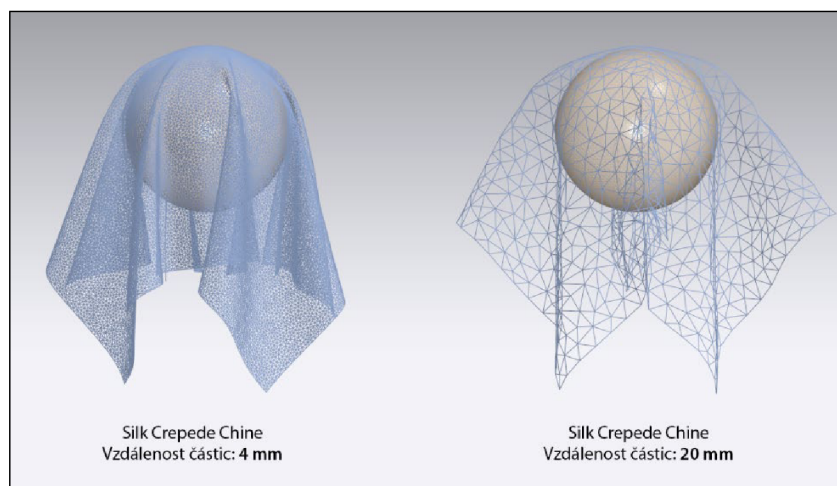 Silk Crepede Chine
Vzdálenost částic: 4 mm
Silk Crepede Chine
Vzdálenost částic: 20 mm